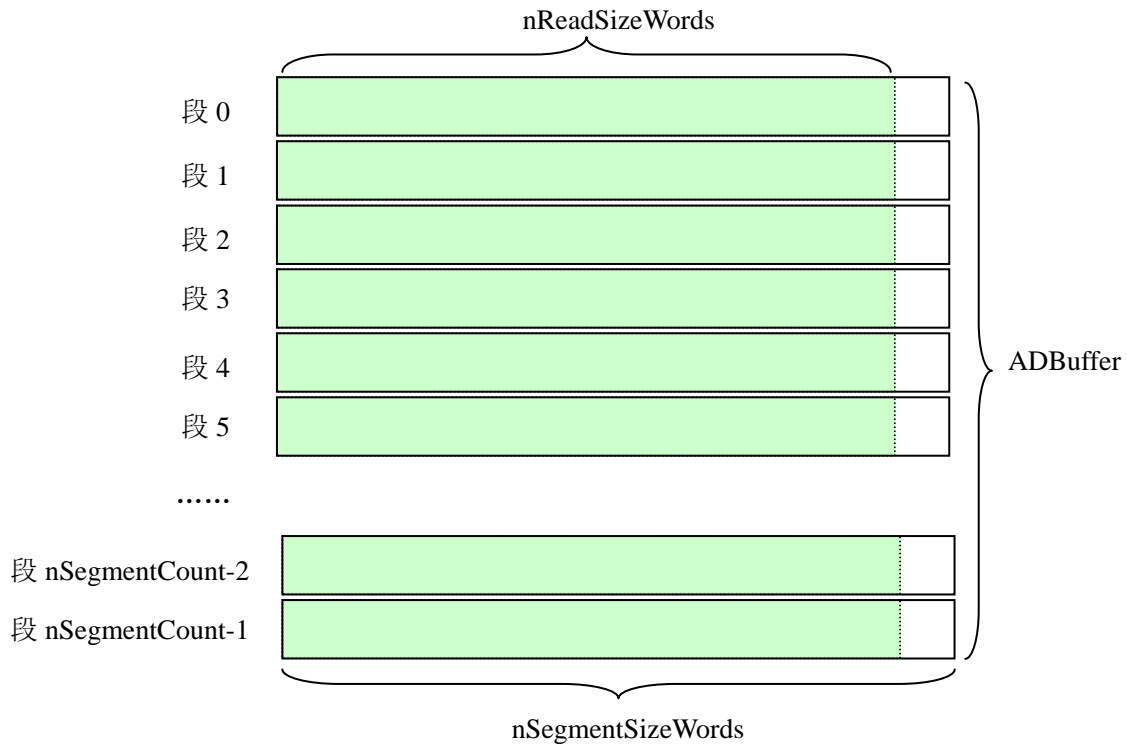 nReadSizeWords
段 0
段 1
段 2
段 3
段 4
ADBuffer
段 5
……
段 nSegmentCount-2
段 nSegmentCount-1
nSegmentSizeWords